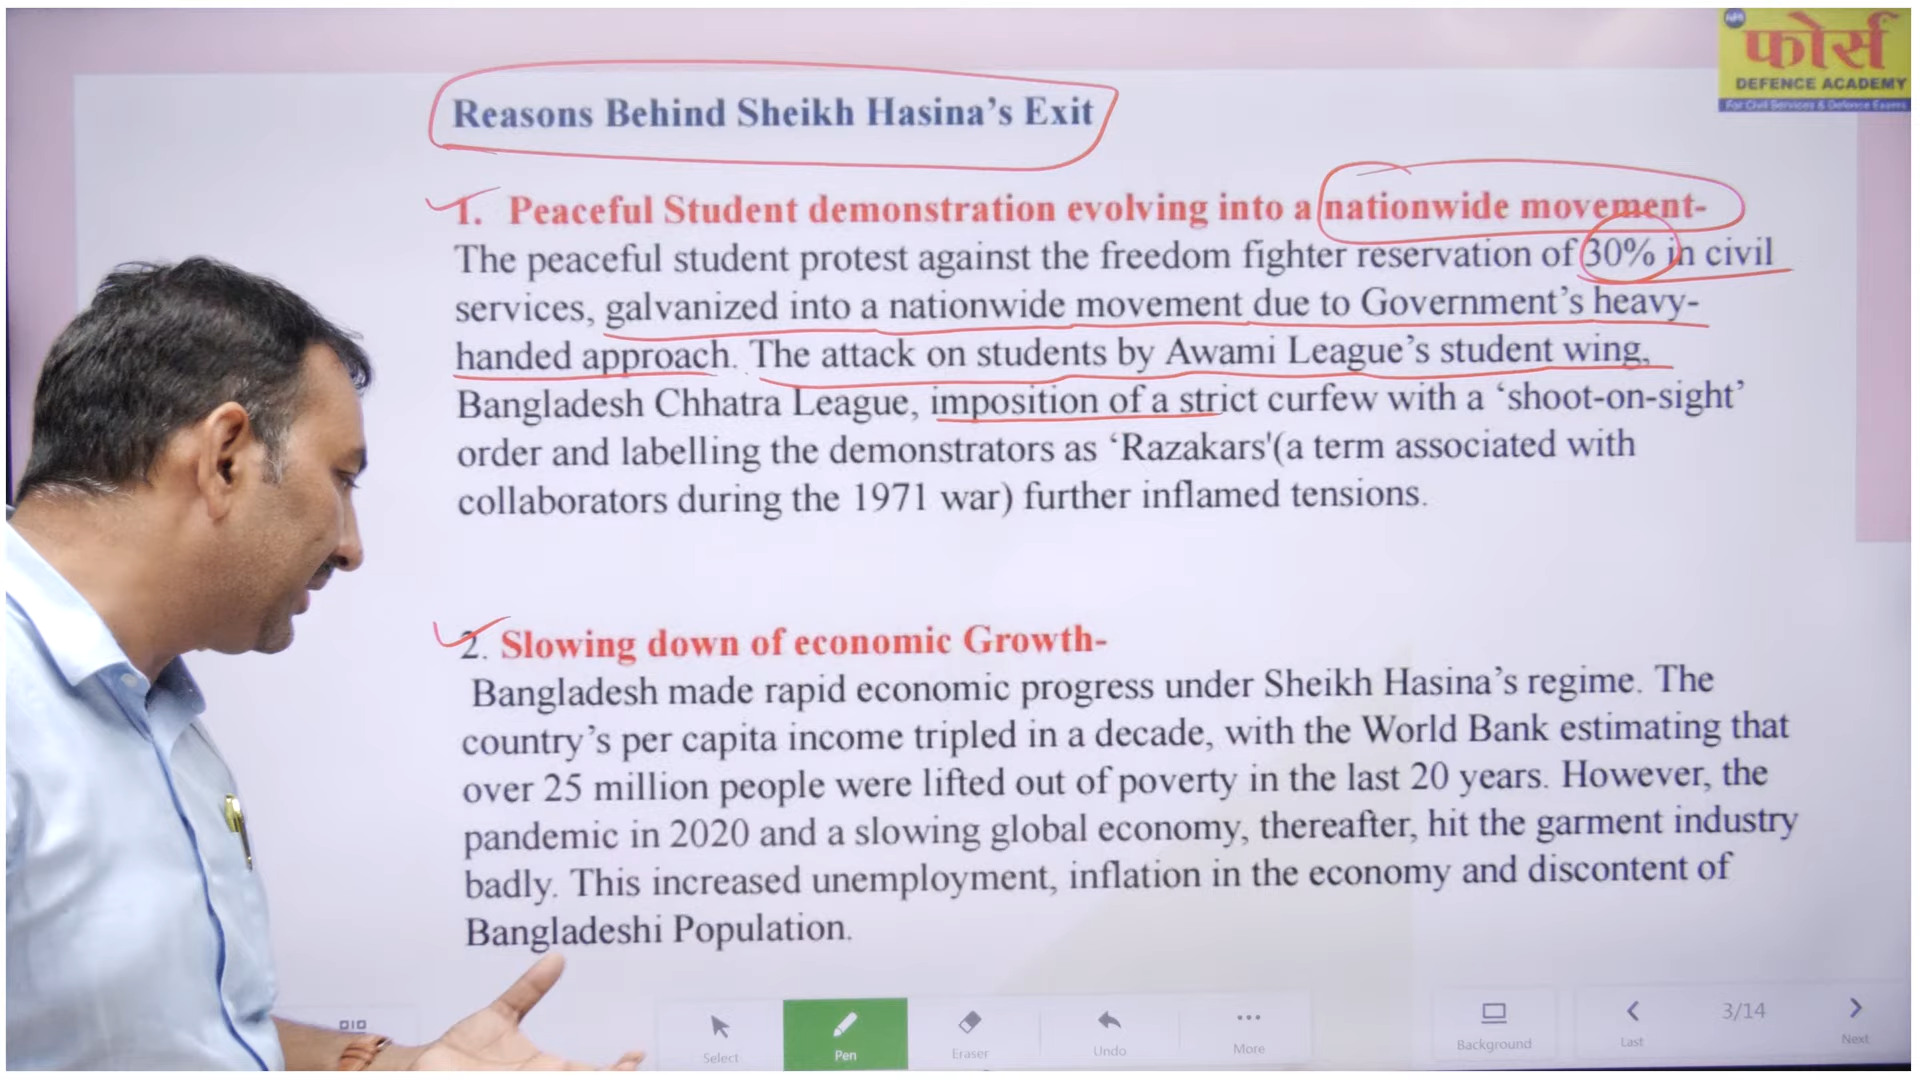 फोर्स
DEFENCE ACADEMY
For Civil Services & Defence Exams
Reasons Behind Sheikh Hasina’s Exit
1. Peaceful Student demonstration evolving into a nationwide movement-
The peaceful student protest against the freedom fighter reservation of 30% in civil
services, galvanized into a nationwide movement due to Government’s heavy-
handed approach. The attack on students by Awami League’s student wing,
Bangladesh Chhatra League, imposition of a strict curfew with a ‘shoot-on-sight’
order and labelling the demonstrators as ‘Razakars'(a term associated with
collaborators during the 1971 war) further inflamed tensions.
2. Slowing down of economic Growth-
Bangladesh made rapid economic progress under Sheikh Hasina’s regime. The
country’s per capita income tripled in a decade, with the World Bank estimating that
over 25 million people were lifted out of poverty in the last 20 years. However, the
pandemic in 2020 and a slowing global economy, thereafter, hit the garment industry
badly. This increased unemployment, inflation in the economy and discontent of
Bangladeshi Population.
Select Pen Eraser Undo More Background Last 3/14 Next